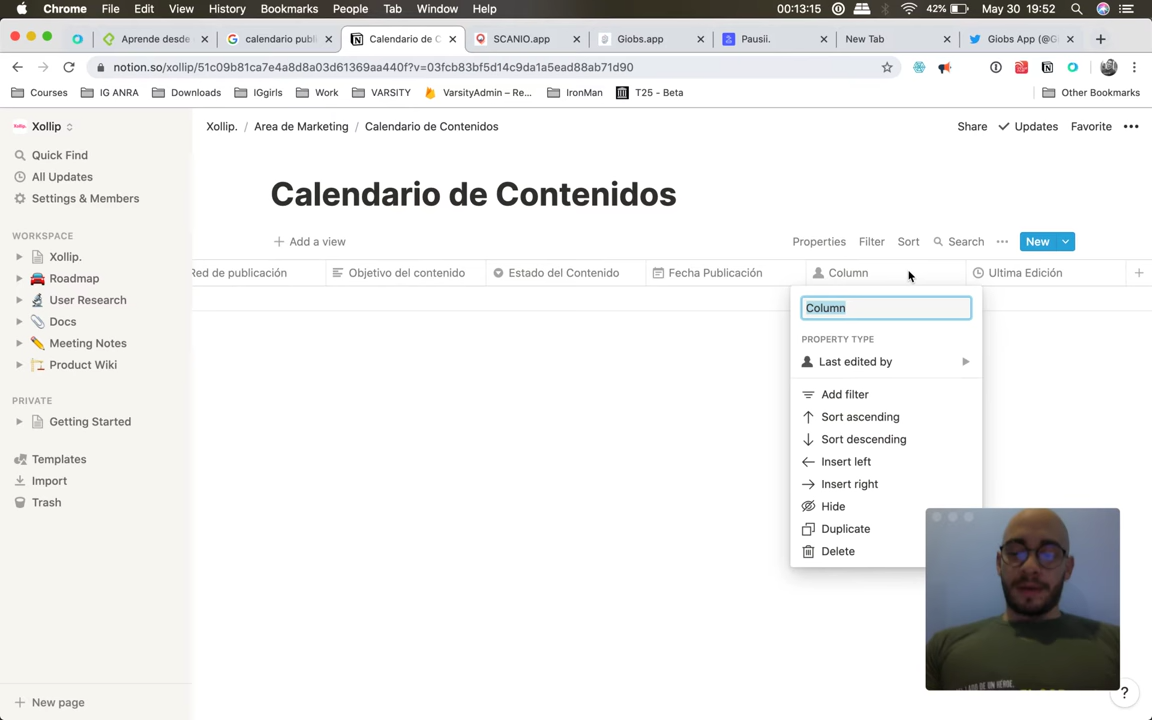 Chrome File Edit View History Bookmarks People Tab Window Help 00:13:15 42% May 30 19:52
Aprende desde calendario publi Calendario de C SCANIO.app Giobs.app Pausii. New Tab Giobs App (@Gi
notion.so/xollip/51c09b81ca7e4a8d8a03d61369aa440f?v=03fcb83bf5d14c9da1a5ead88ab71d90
Courses IG ANRA Downloads IGgirls Work VARSITY VarsityAdmin – Re... IronMan T25 - Beta Other Bookmarks
Xollip
Xollip. / Area de Marketing / Calendario de Contenidos
Share Updates Favorite
Quick Find
All Updates
Settings & Members
WORKSPACE
Xollip.
Roadmap
User Research
Docs
Meeting Notes
Product Wiki
PRIVATE
Getting Started
Templates
Import
Trash
New page
Calendario de Contenidos
Add a view
Properties Filter Sort Search New
Red de publicación Objetivo del contenido Estado del Contenido Fecha Publicación Column Ultima Edición
Column
PROPERTY TYPE
Last edited by
Add filter
Sort ascending
Sort descending
Insert left
Insert right
Hide
Duplicate
Delete
?